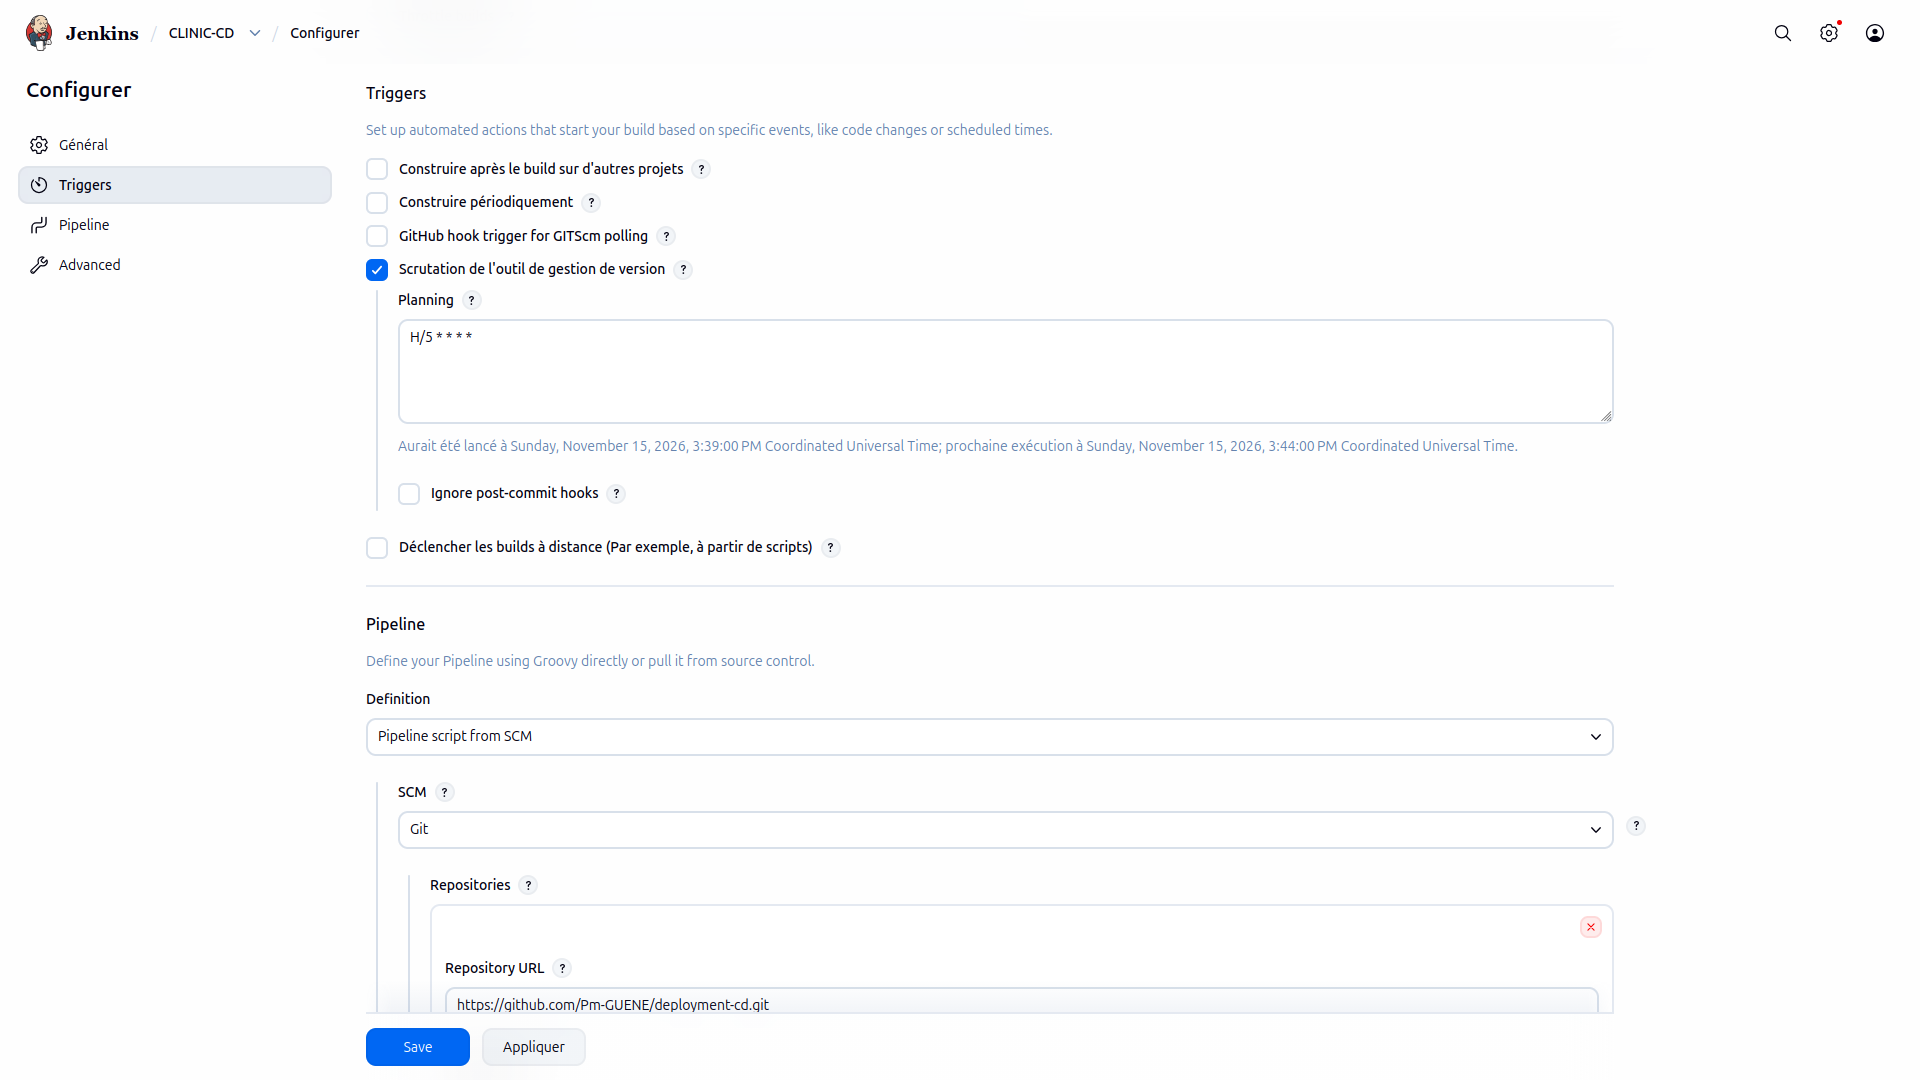 Jenkins / CLINIC-CD / Configurer
Configurer
Général
Triggers
Pipeline
Advanced
Triggers
Set up automated actions that start your build based on specific events, like code changes or scheduled times.
Construire après le build sur d'autres projets ?
Construire périodiquement ?
GitHub hook trigger for GITScm polling ?
Scrutation de l'outil de gestion de version ?
Planning ?
H/5 * * * *
Aurait été lancé à Sunday, November 15, 2026, 3:39:00 PM Coordinated Universal Time; prochaine exécution à Sunday, November 15, 2026, 3:44:00 PM Coordinated Universal Time.
Ignore post-commit hooks ?
Déclencher les builds à distance (Par exemple, à partir de scripts) ?
Pipeline
Define your Pipeline using Groovy directly or pull it from source control.
Definition
Pipeline script from SCM
SCM ?
Git
?
Repositories ?
Repository URL ?
https://github.com/Pm-GUENE/deployment-cd.git
Save
Appliquer